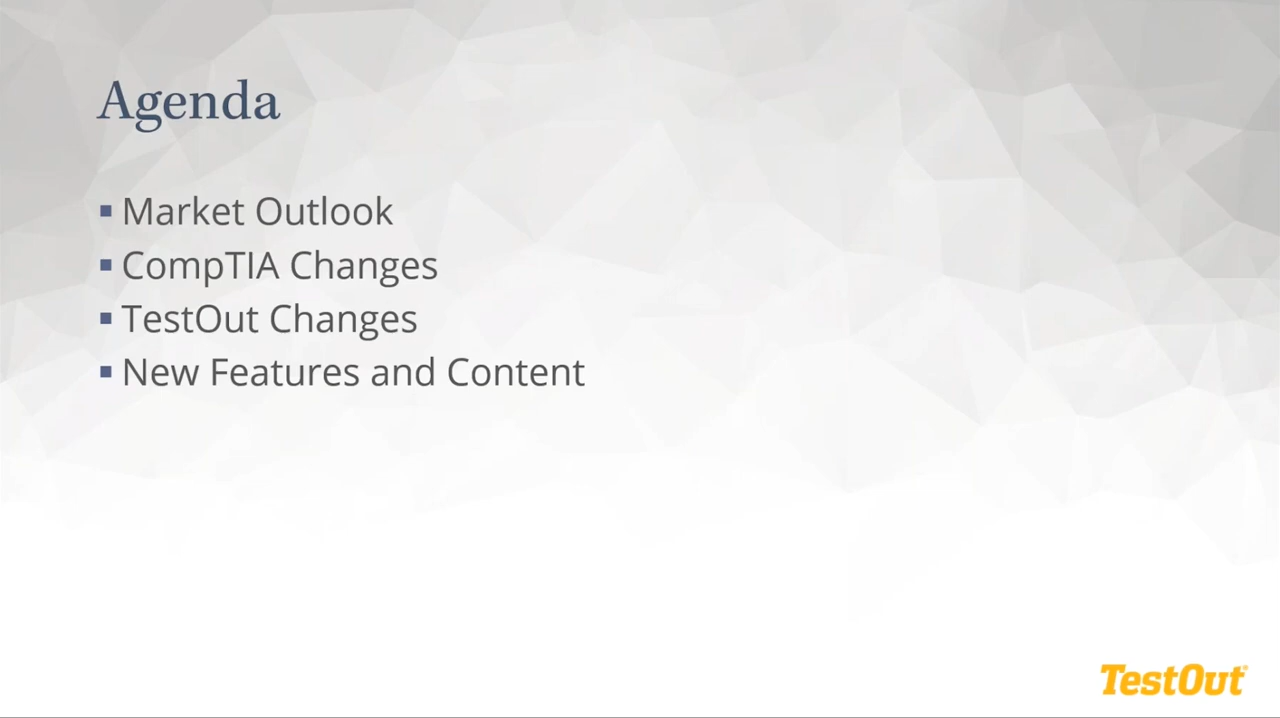 Agenda
▪ Market Outlook
▪ CompTIA Changes
▪ TestOut Changes
▪ New Features and Content
TestOut®